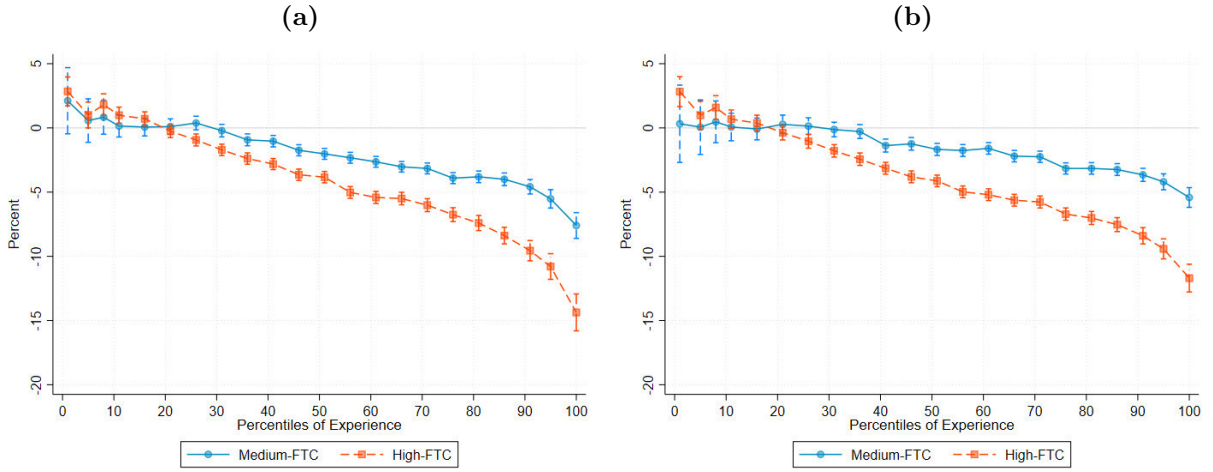 (a)
(b)
5
0
-5
-10
-15
-20
Percent
0 10 20 30 40 50 60 70 80 90 100
Percentiles of Experience
Medium-FTC High-FTC
5
0
-5
-10
-15
-20
Percent
0 10 20 30 40 50 60 70 80 90 100
Percentiles of Experience
Medium-FTC High-FTC